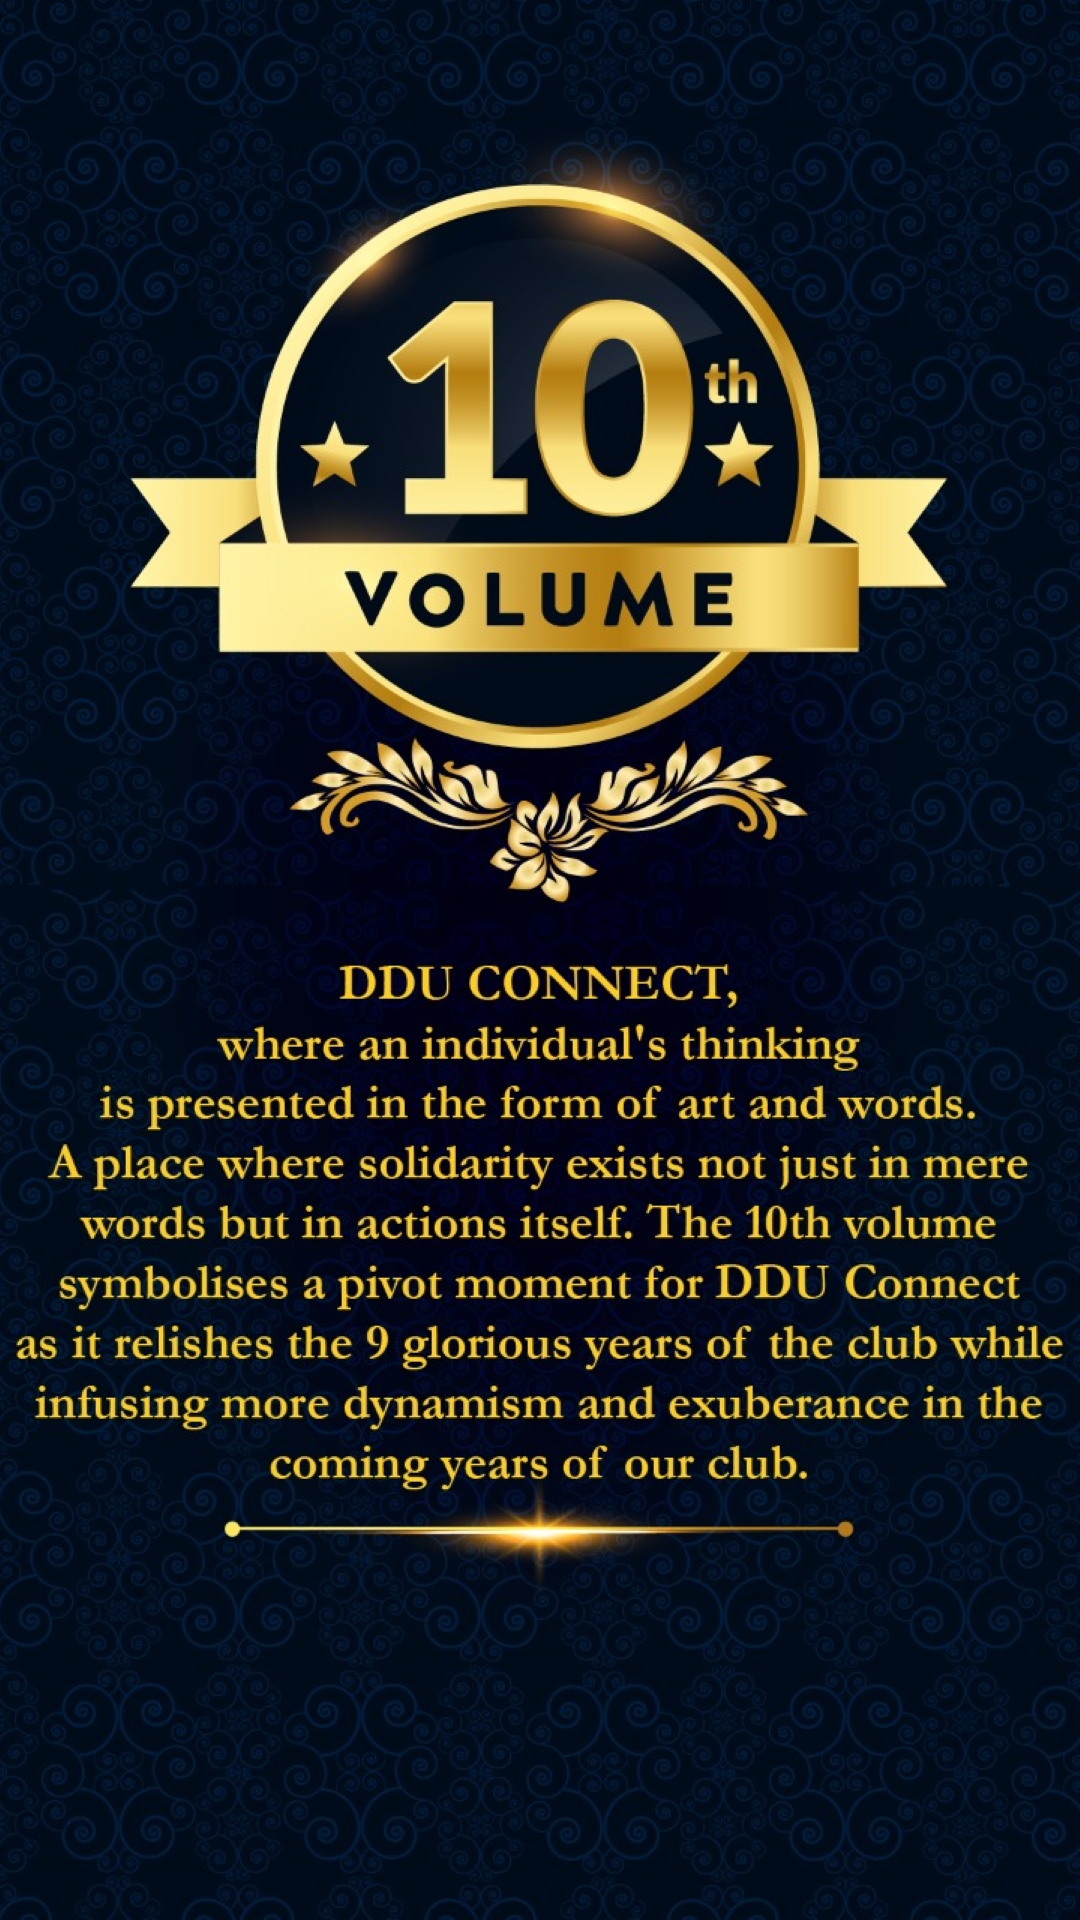 10th
VOLUME
DDU CONNECT,
where an individual's thinking
is presented in the form of art and words.
A place where solidarity exists not just in mere
words but in actions itself. The 10th volume
symbolises a pivot moment for DDU Connect
as it relishes the 9 glorious years of the club while
infusing more dynamism and exuberance in the
coming years of our club.